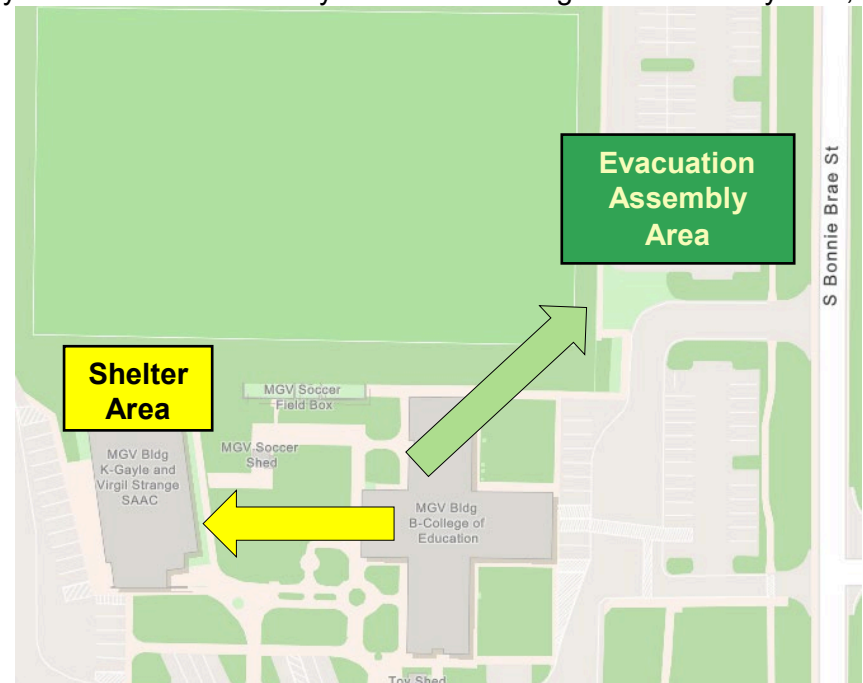 Evacuation
Assembly
Area
S Bonnie Brae St
Shelter
Area
MGV Soccer
Field Box
MGV Soccer
Shed
MGV Bldg
K-Gayle and
Virgil Strange
SAAC
MGV Bldg
B-College of
Education
Toy Shed